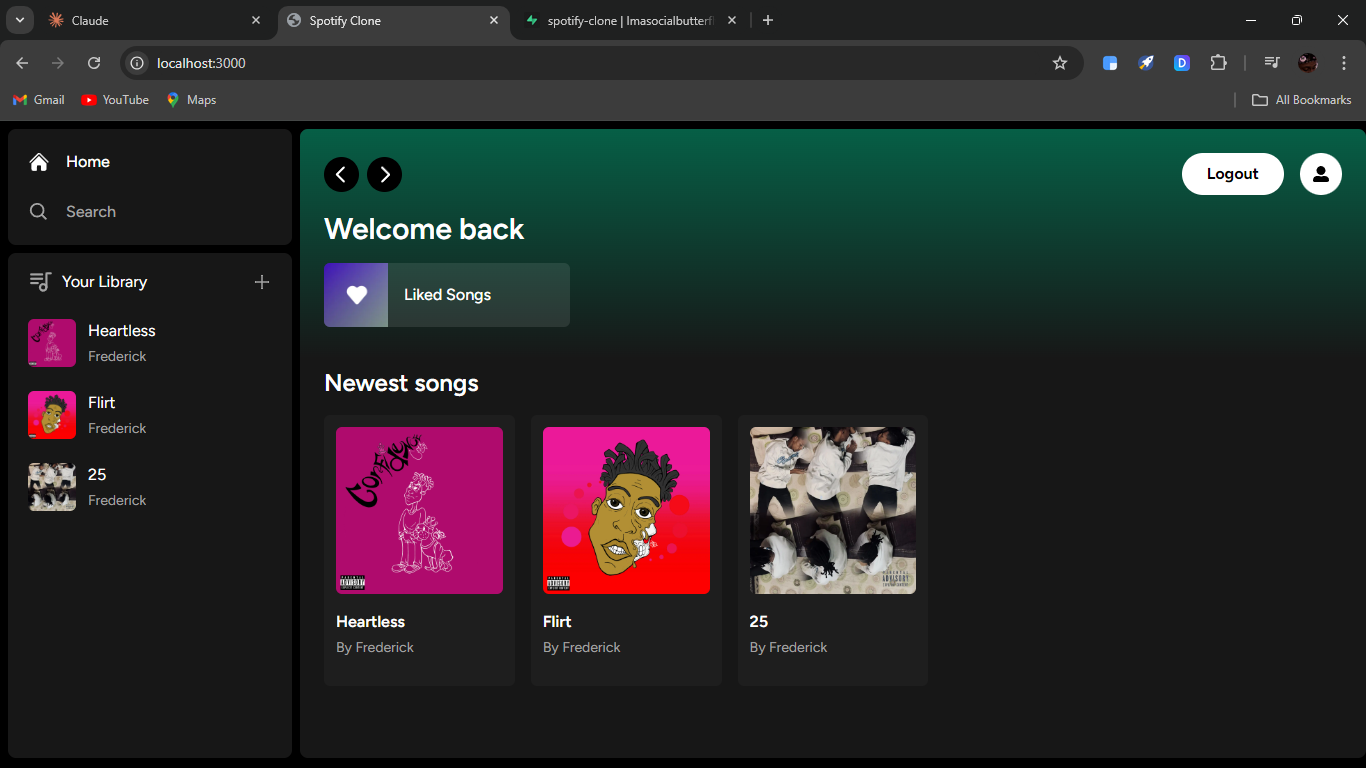 Claude
Spotify Clone
spotify-clone | Imasocialbutterfl
localhost:3000
Gmail
YouTube
Maps
All Bookmarks
Home
Search
Your Library
Heartless
Frederick
Flirt
Frederick
25
Frederick
Logout
Welcome back
Liked Songs
Newest songs
Heartless
By Frederick
Flirt
By Frederick
25
By Frederick